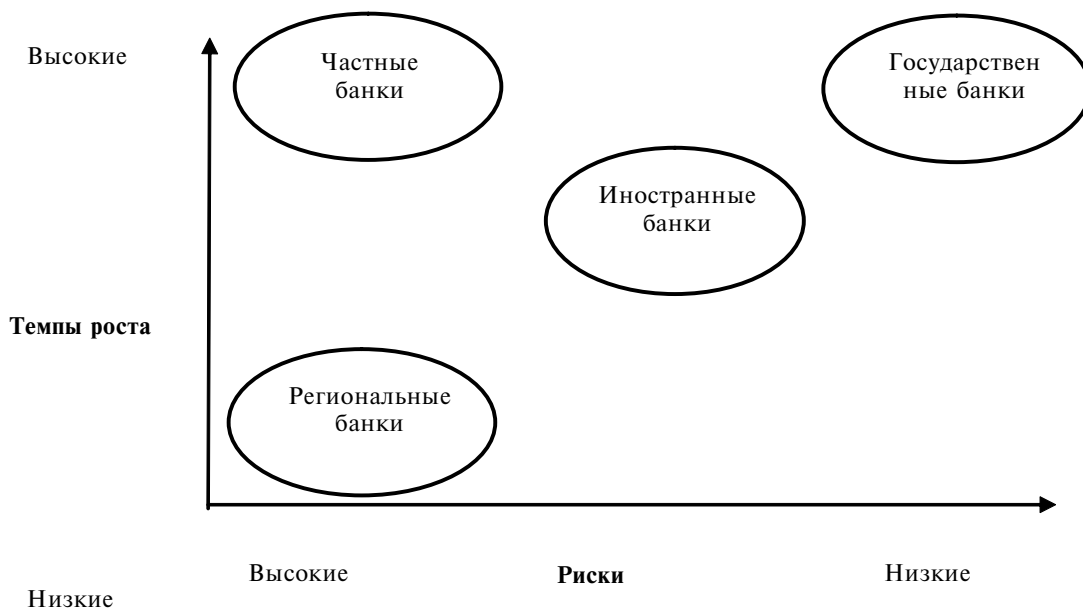 Высокие
Частные
банки
Государствен
ные банки
Иностранные
банки
Темпы роста
Региональные
банки
Высокие
Риски
Низкие
Низкие